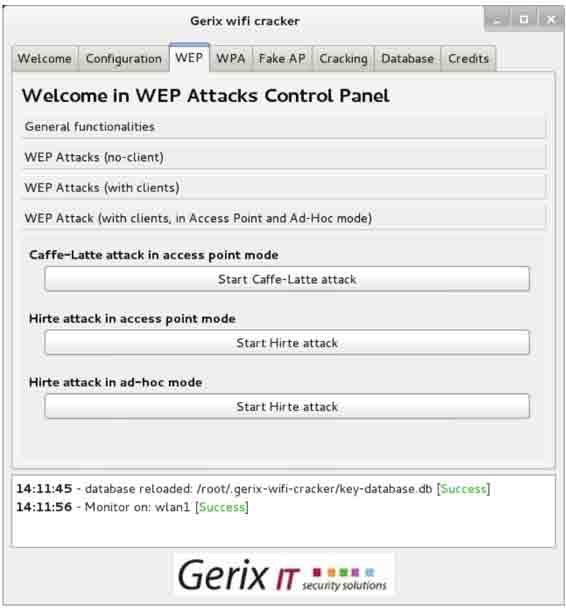 Gerix wifi cracker
Welcome Configuration WEP WPA Fake AP Cracking Database Credits
Welcome in WEP Attacks Control Panel
General functionalities
WEP Attacks (no-client)
WEP Attacks (with clients)
WEP Attack (with clients, in Access Point and Ad-Hoc mode)
Caffe-Latte attack in access point mode
Start Caffe-Latte attack
Hirte attack in access point mode
Start Hirte attack
Hirte attack in ad-hoc mode
Start Hirte attack
14:11:45 - database reloaded: /root/.gerix-wifi-cracker/key-database.db [Success]
14:11:56 - Monitor on: wlan1 [Success]
Gerix IT security solutions